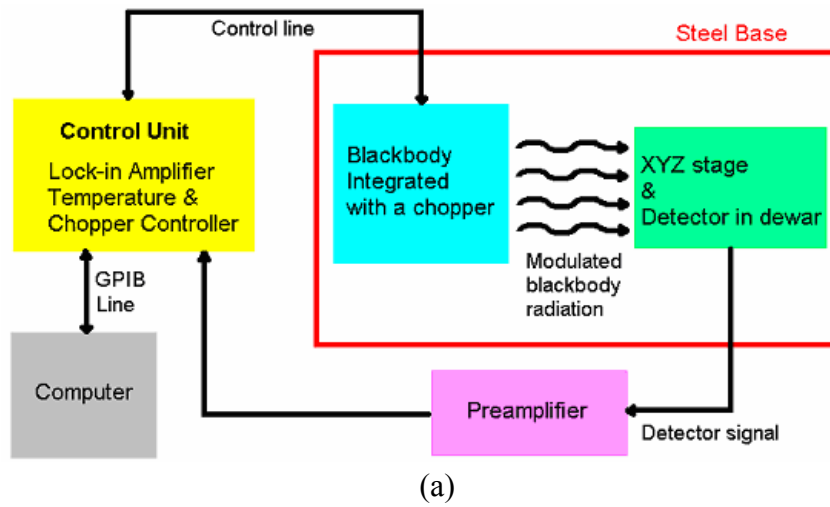 Control line
Steel Base
Control Unit
Lock-in Amplifier
Temperature &
Chopper Controller
Blackbody
Integrated
with a chopper
XYZ stage
&
Detector in dewar
Modulated
blackbody
radiation
GPIB
Line
Computer
Preamplifier
Detector signal
(a)